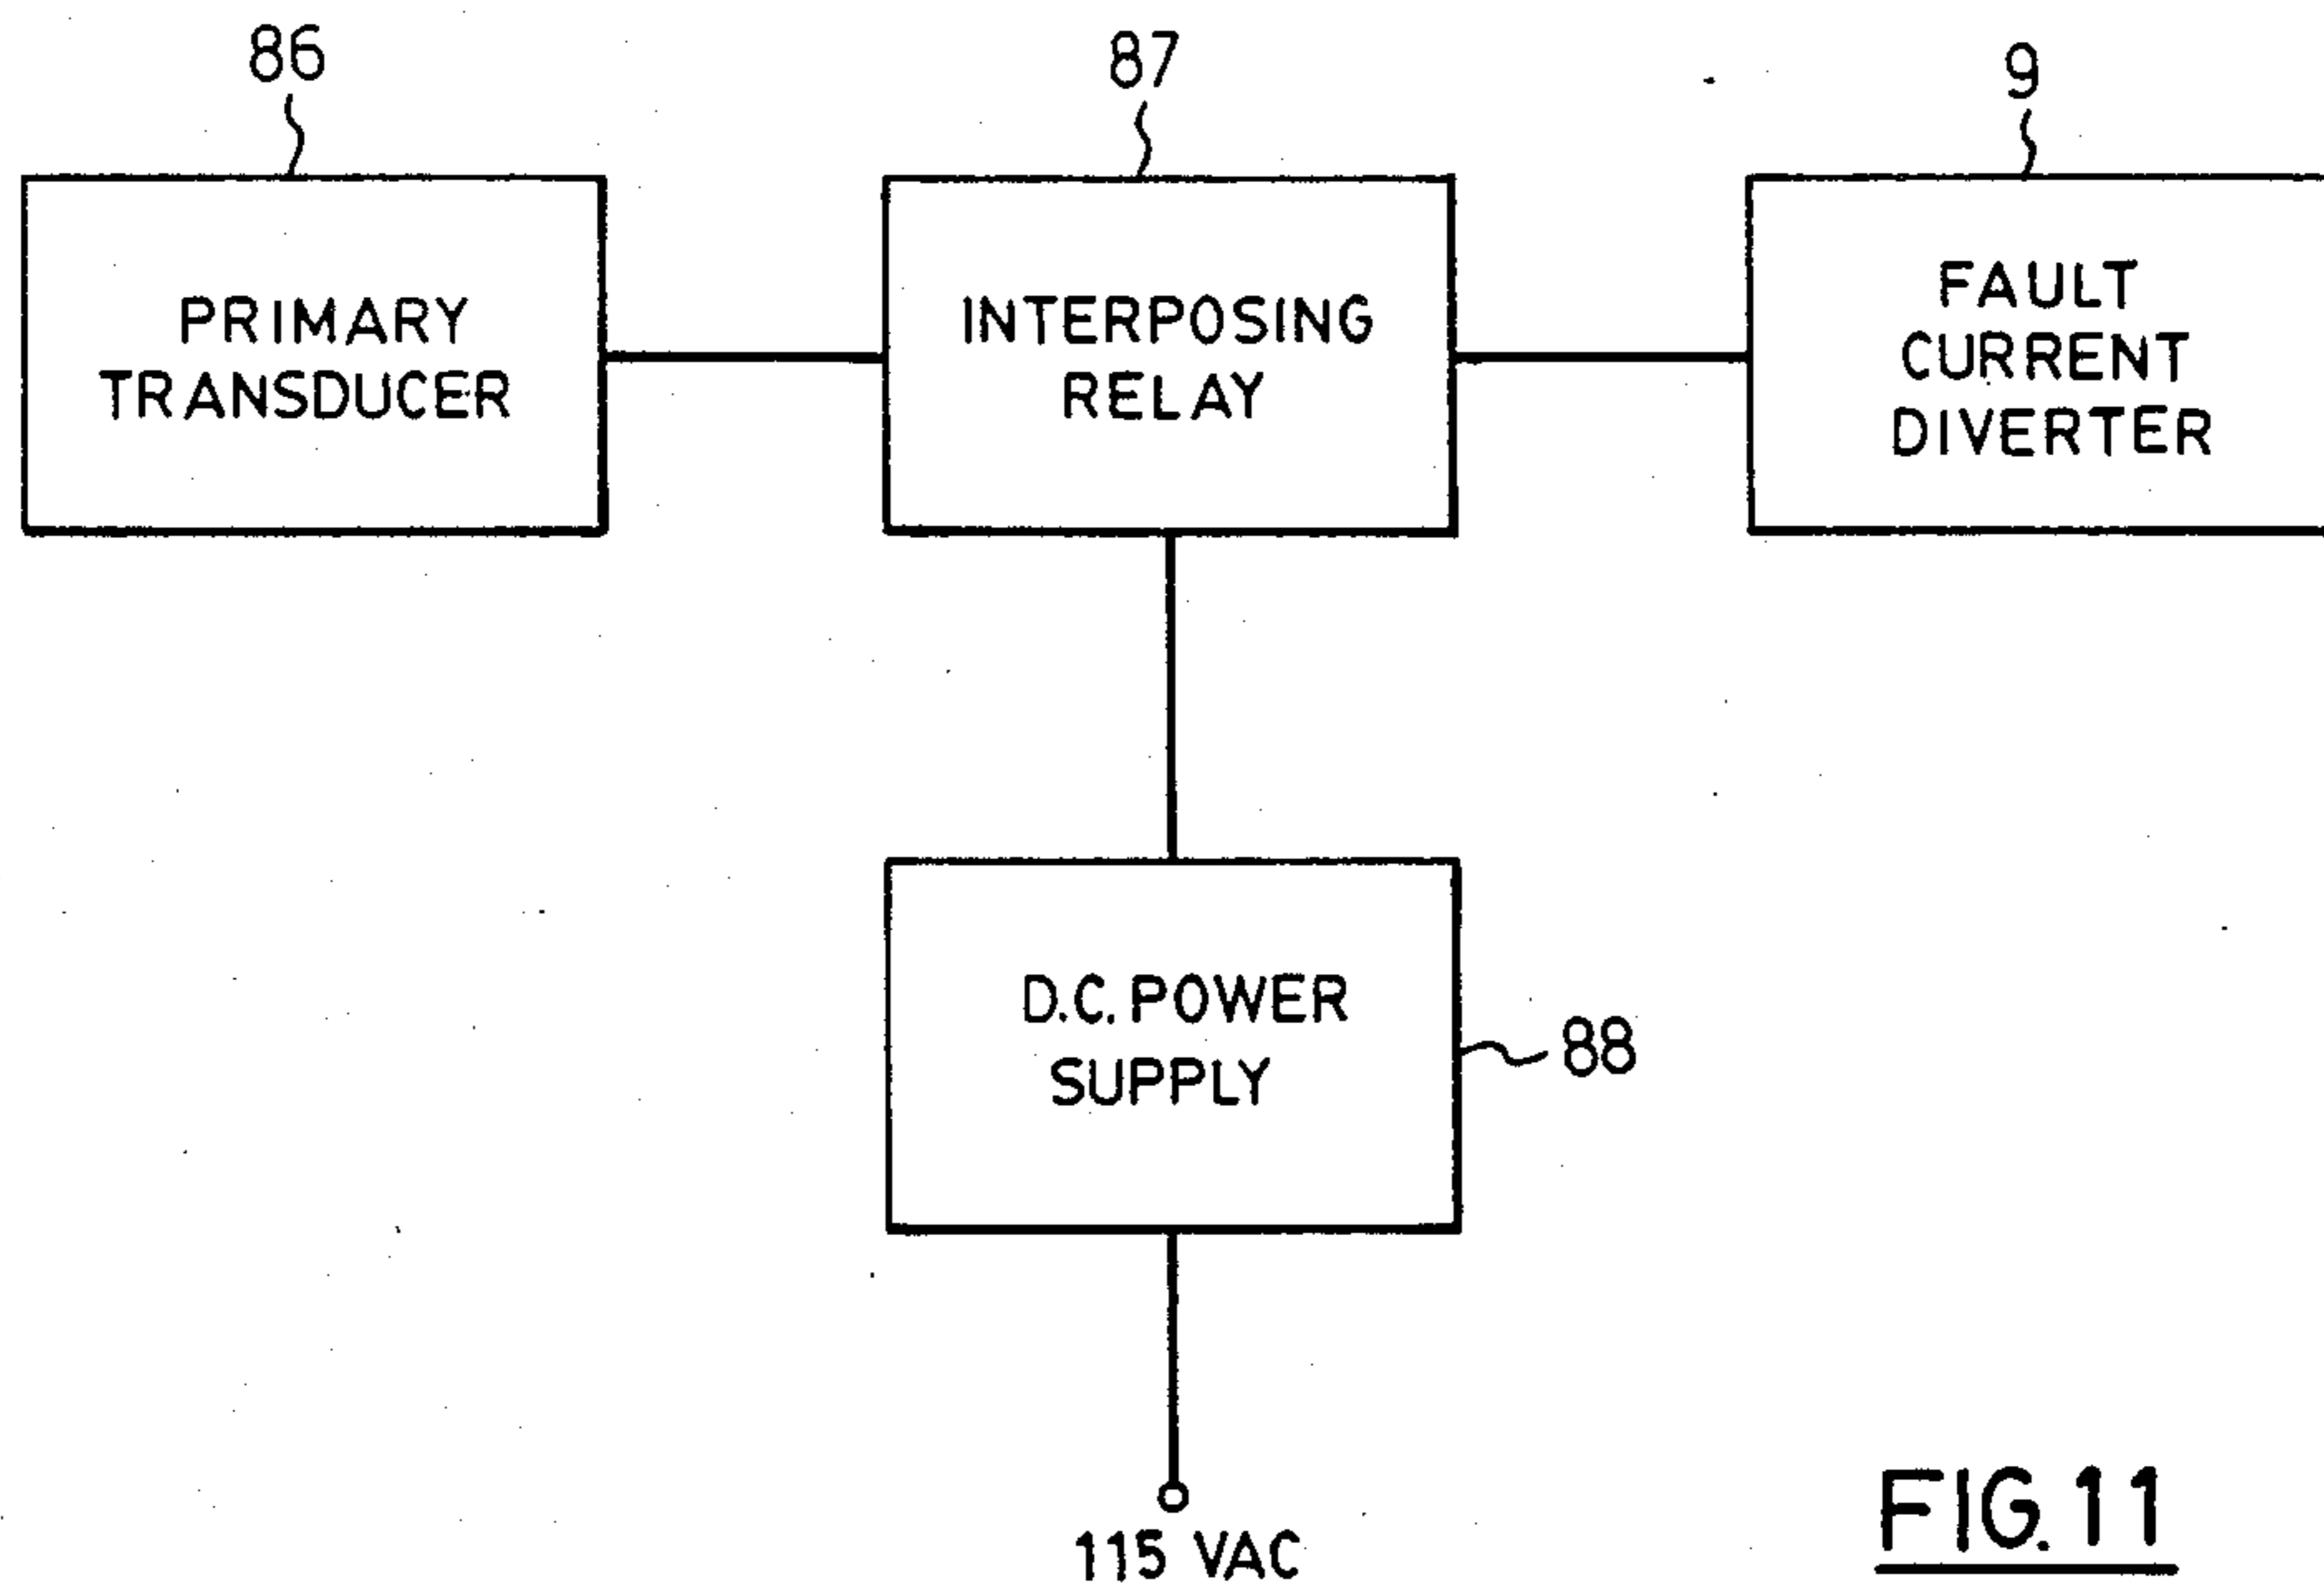 86
87
9
PRIMARY
TRANSDUCER
INTERPOSING
RELAY
FAULT
CURRENT
DIVERTER
D.C. POWER
SUPPLY
88
115 VAC
FIG. 11